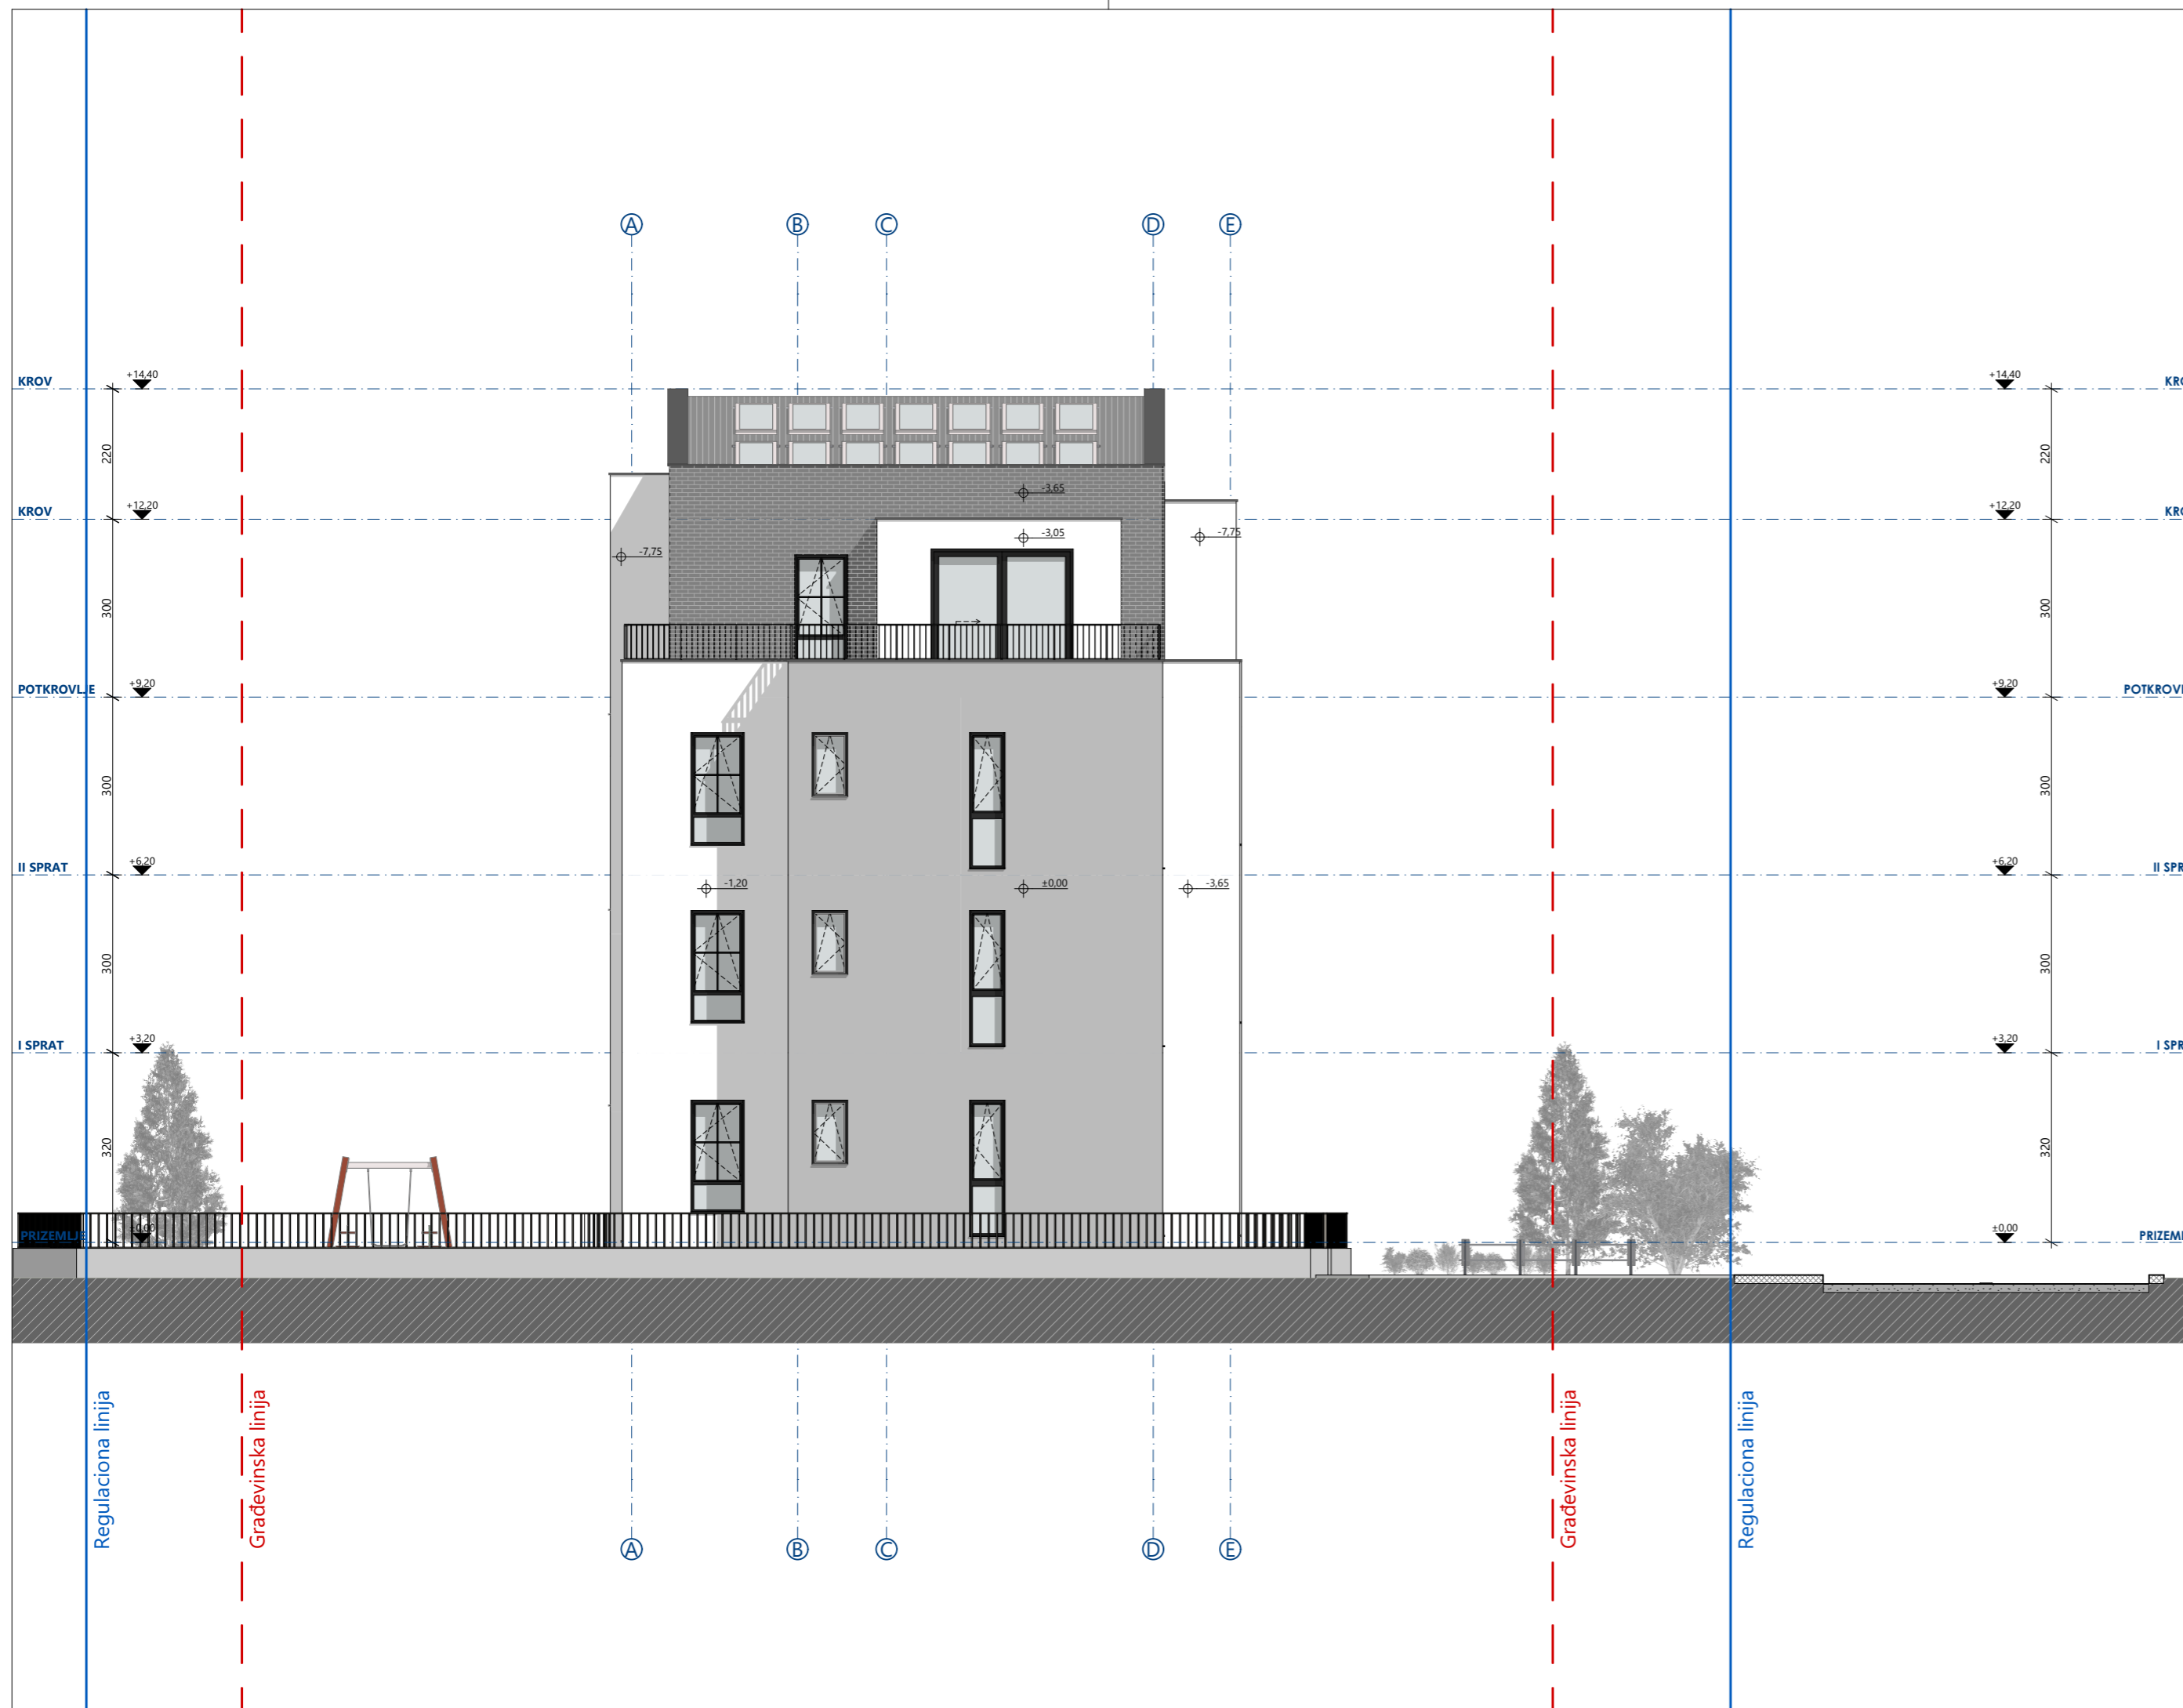 A B C D E
KROV +14,40 +14,40 KRO
220 220
-3,65
KROV +12,20 +12,20 KRO
-3,05
-7,75 -7,75
300 300
POTKROVLJE +9,20 +9,20 POTKROVL
300 300
II SPRAT +6,20 +6,20 II SPR
-1,20 ±0,00 -3,65
300 300
I SPRAT +3,20 +3,20 I SPR
320 320
PRIZEMLJE ±0,00 ±0,00 PRIZEM
Regulaciona linija
Građevinska linija
Građevinska linija
Regulaciona linija
A B C D E